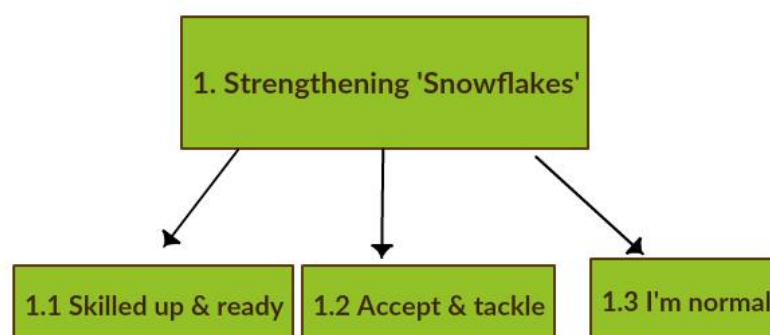 1. Strengthening 'Snowflakes'
1.1 Skilled up & ready
1.2 Accept & tackle
1.3 I'm normal